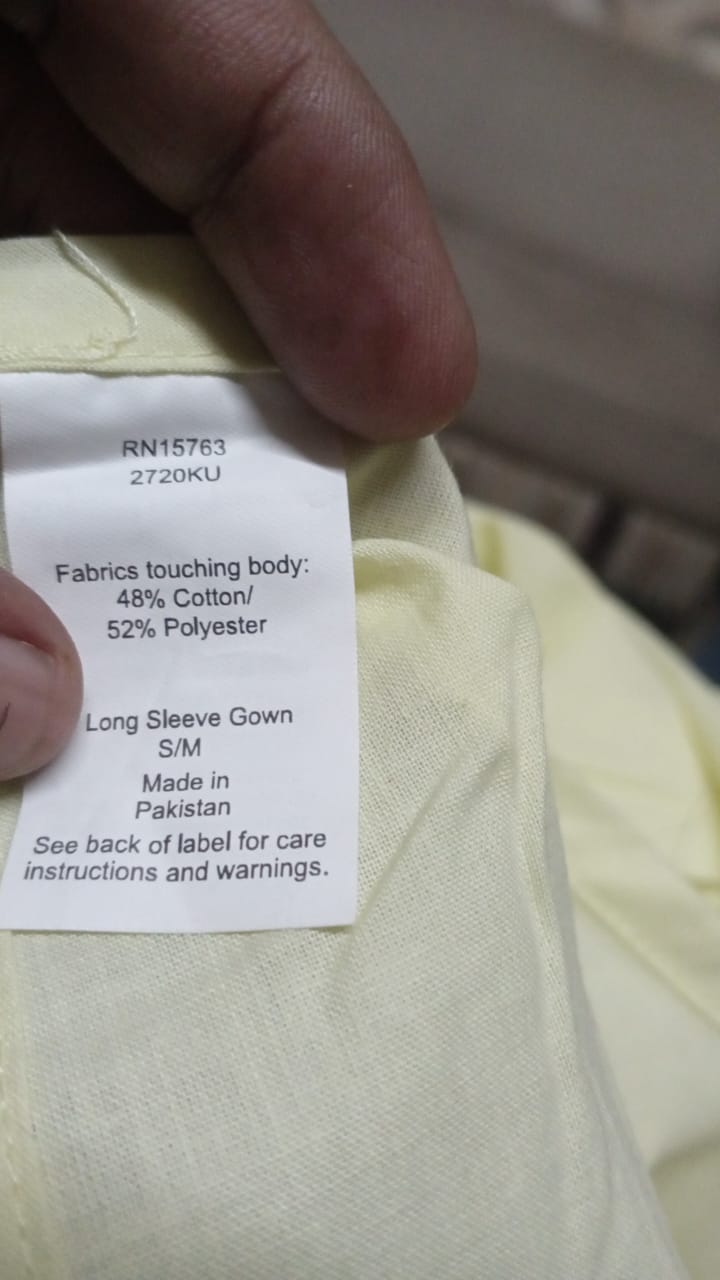 RN15763
2720KU
Fabrics touching body:
48% Cotton/
52% Polyester
Long Sleeve Gown
S/M
Made in
Pakistan
See back of label for care
instructions and warnings.